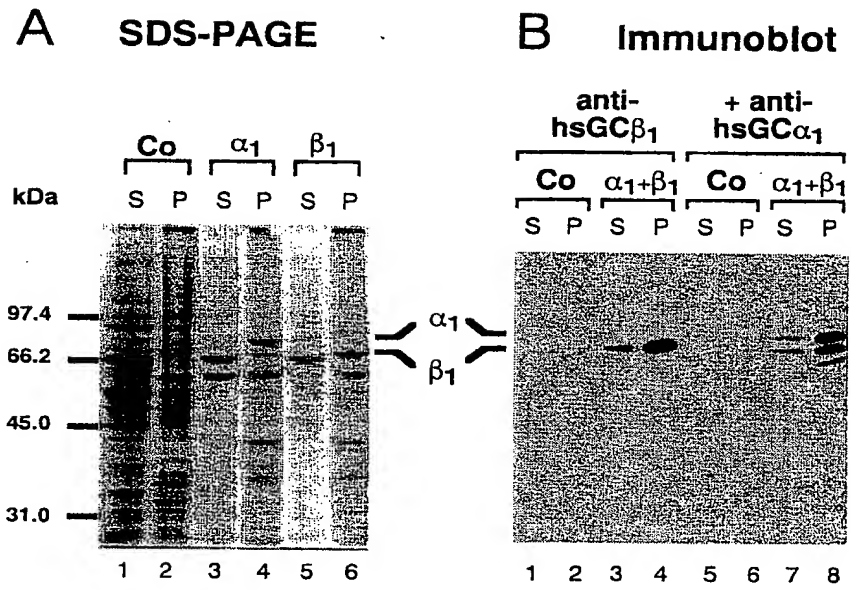 A SDS-PAGE
Co α1 β1
kDa S P S P S P
97.4
66.2
45.0
31.0
1 2 3 4 5 6
α1
β1
B Immunoblot
anti- + anti-
hsGCβ1 hsGCα1
Co α1+β1 Co α1+β1
S P S P S P S P
1 2 3 4 5 6 7 8